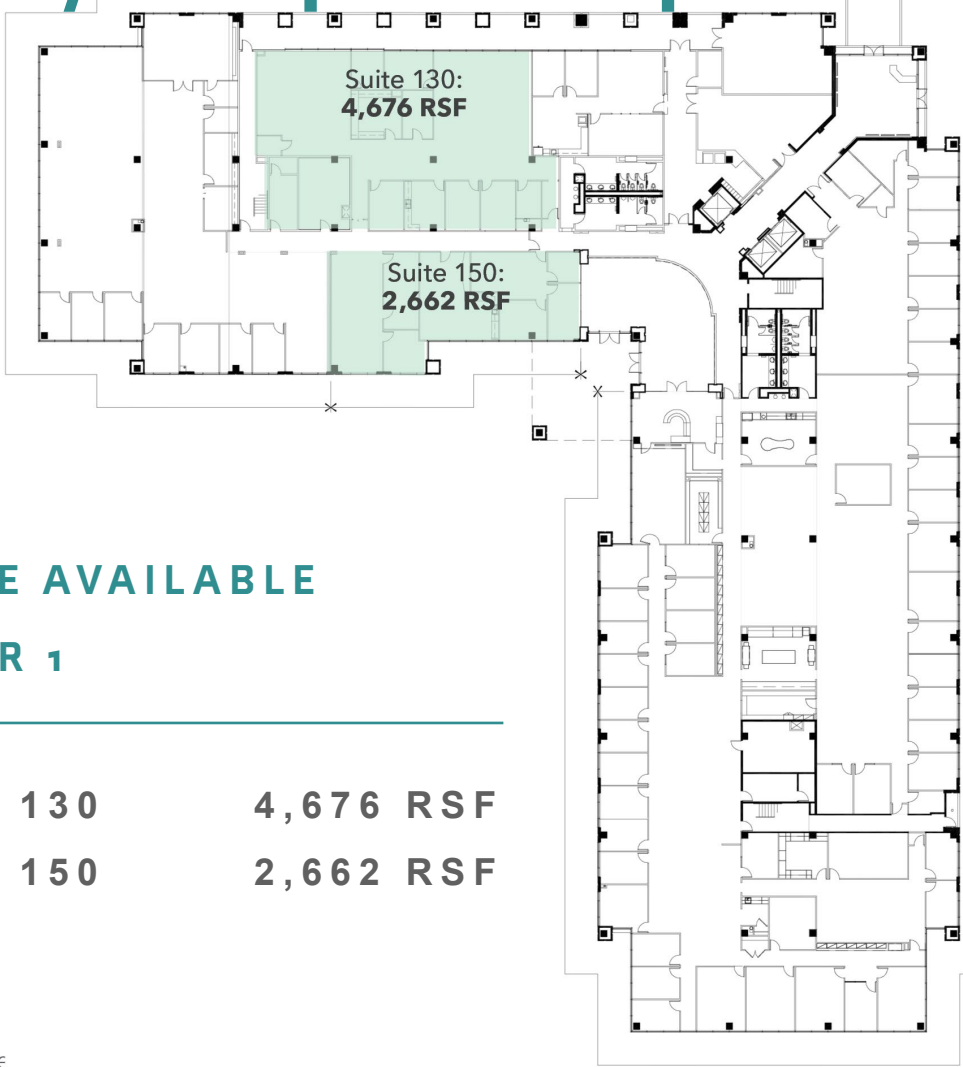 Suite 130:
4,676 RSF
Suite 150:
2,662 RSF
E AVAILABLE
R 1
130 4,676 RSF
150 2,662 RSF